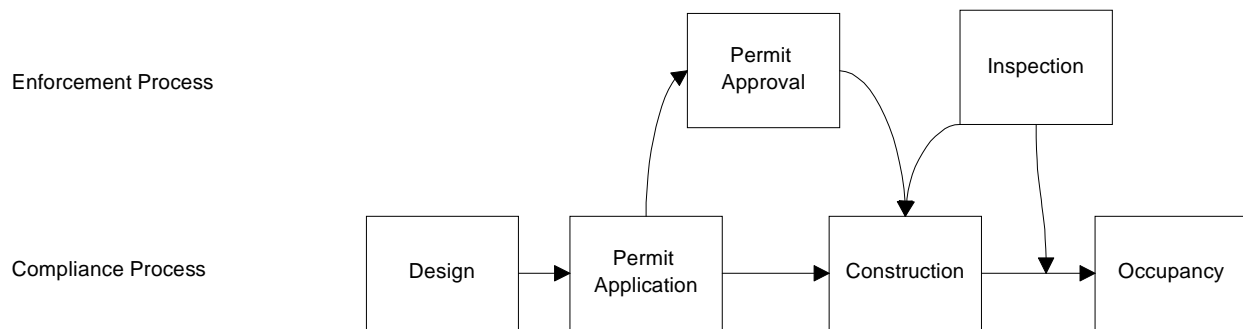 Enforcement Process
Permit
Approval
Inspection
Compliance Process
Design
Permit
Application
Construction
Occupancy